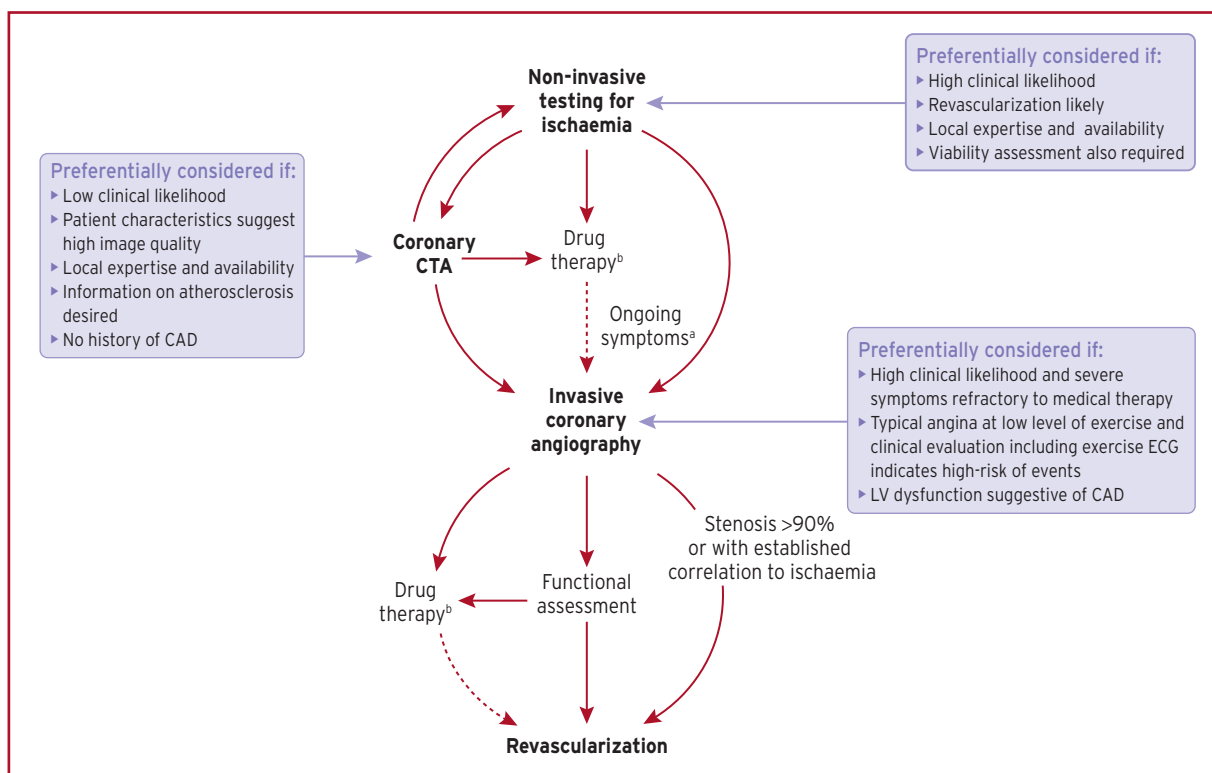 Non-invasive
testing for
ischaemia
Preferentially considered if:
▸ High clinical likelihood
▸ Revascularization likely
▸ Local expertise and availability
▸ Viability assessment also required
Preferentially considered if:
▸ Low clinical likelihood
▸ Patient characteristics suggest
high image quality
▸ Local expertise and availability
▸ Information on atherosclerosis
desired
▸ No history of CAD
Coronary
CTA
Drug
therapyᵇ
Ongoing
symptomsᵃ
Preferentially considered if:
▸ High clinical likelihood and severe
symptoms refractory to medical therapy
▸ Typical angina at low level of exercise and
clinical evaluation including exercise ECG
indicates high-risk of events
▸ LV dysfunction suggestive of CAD
Invasive
coronary
angiography
Stenosis >90%
or with established
correlation to ischaemia
Drug
therapyᵇ
Functional
assessment
Revascularization